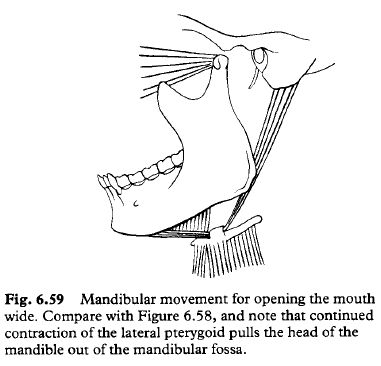 Fig. 6.59 Mandibular movement for opening the mouth
wide. Compare with Figure 6.58, and note that continued
contraction of the lateral pterygoid pulls the head of the
mandible out of the mandibular fossa.